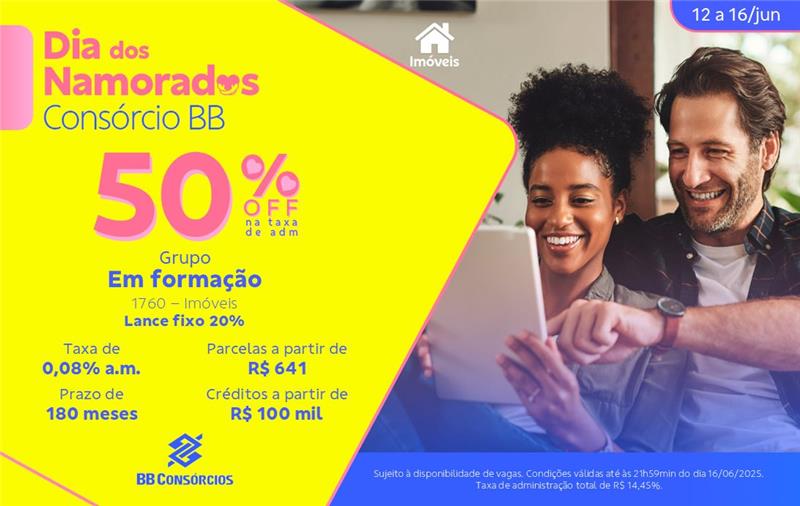 12 a 16/jun
Dia dos
Namorados
Consórcio BB
Imóveis
50%
OFF
na taxa
de adm
Grupo
Em formação
1760 – Imóveis
Lance fixo 20%
Taxa de
0,08% a.m.
Parcelas a partir de
R$ 641
Prazo de
180 meses
Créditos a partir de
R$ 100 mil
BB CONSÓRCIOS
Sujeito à disponibilidade de vagas. Condições válidas até às 21h59min do dia 16/06/2025.
Taxa de administração total de R$ 14,45%.